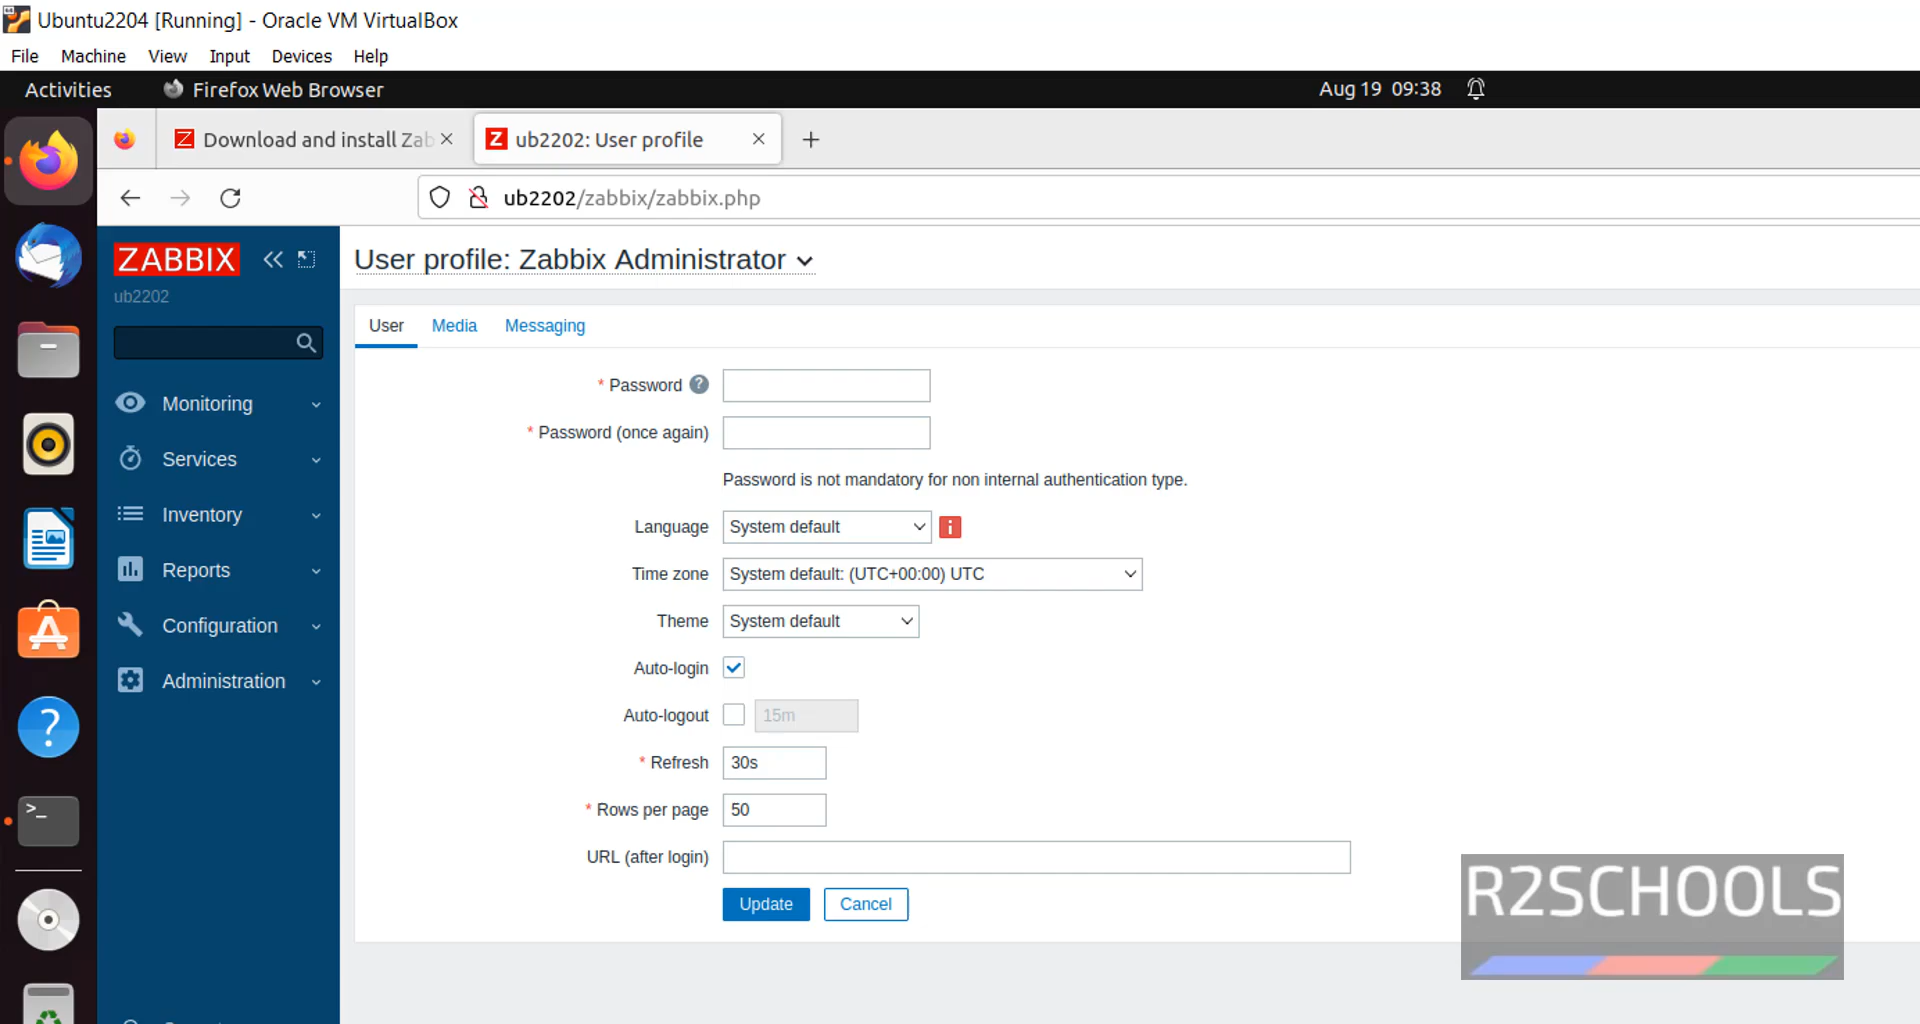 Ubuntu2204 [Running] - Oracle VM VirtualBox
File Machine View Input Devices Help
Activities Firefox Web Browser Aug 19 09:38
Download and install Zab ub2202: User profile
ub2202/zabbix/zabbix.php
ZABBIX
ub2202
Monitoring
Services
Inventory
Reports
Configuration
Administration
User profile: Zabbix Administrator
User Media Messaging
* Password ?
* Password (once again)
Password is not mandatory for non internal authentication type.
Language System default i
Time zone System default: (UTC+00:00) UTC
Theme System default
Auto-login
Auto-logout 15m
* Refresh 30s
* Rows per page 50
URL (after login)
Update Cancel
R2SCHOOLS